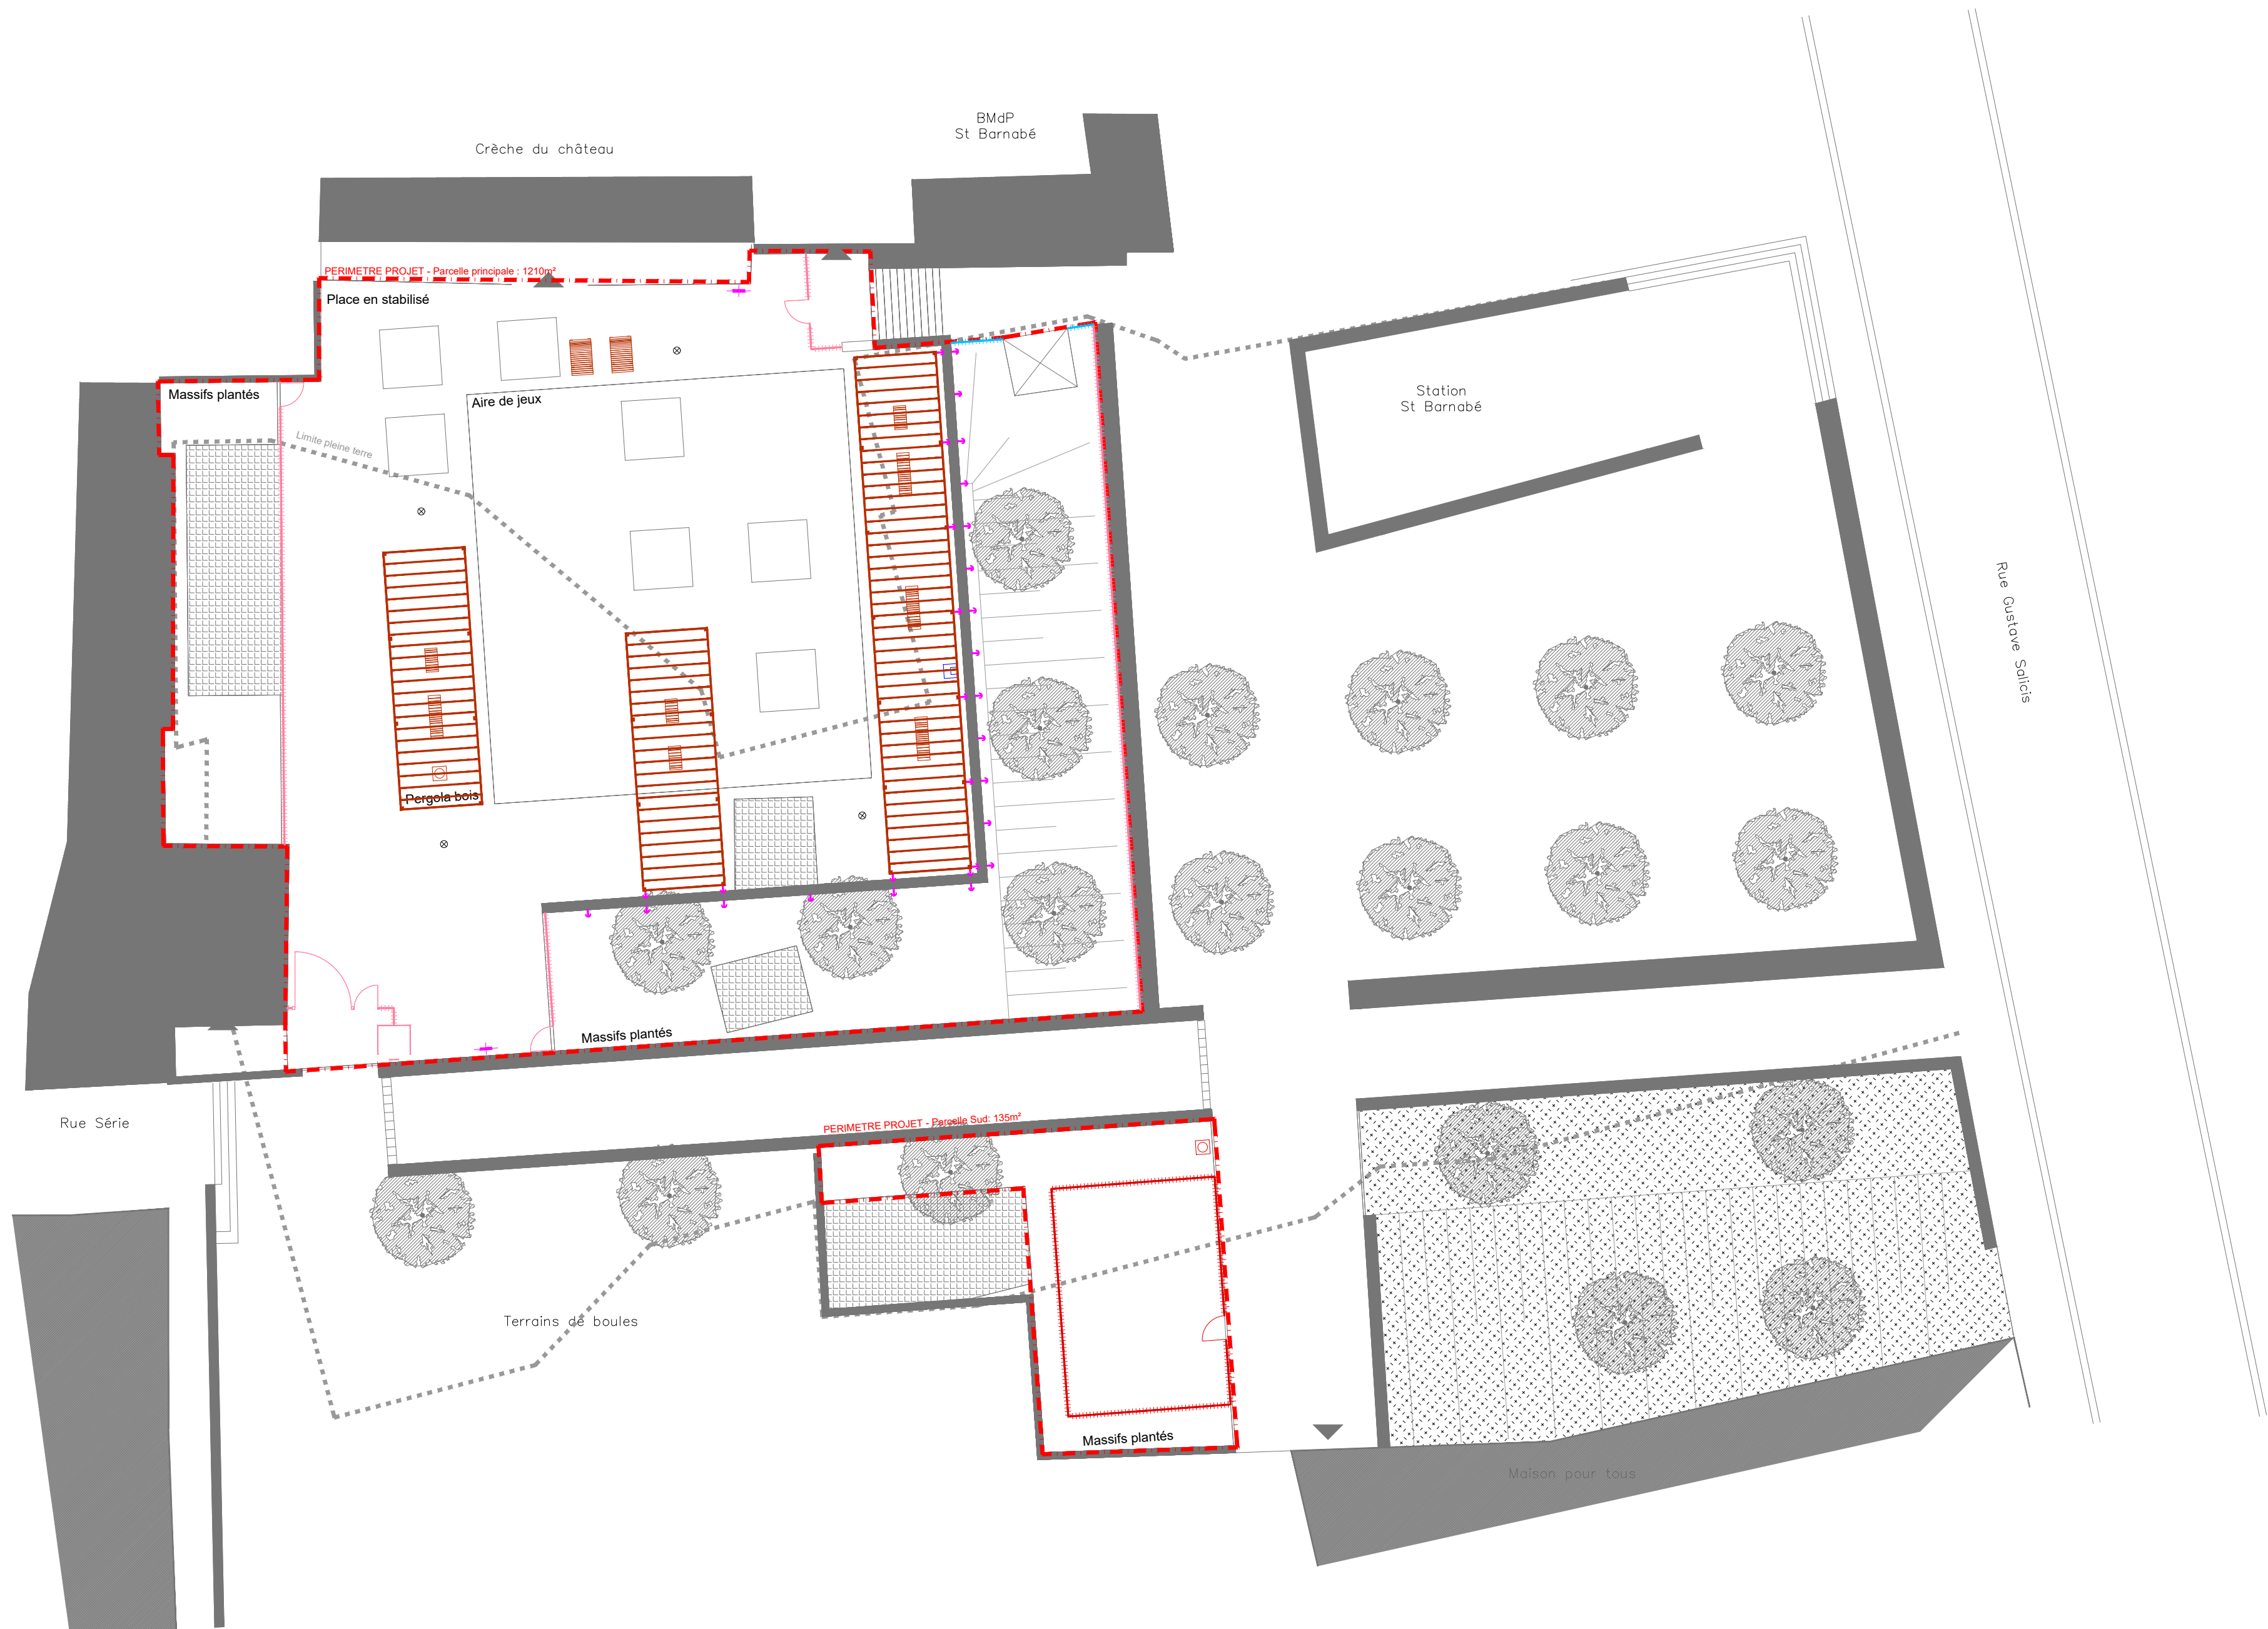 BMdP
St Barnabé
Crèche du château
PERIMETRE PROJET - Parcelle principale : 1210m²
Place en stabilisé
Massifs plantés
Aire de jeux
Station
St Barnabé
Limite pleine terre
Rue Gustave Salicis
Pergola bois
Massifs plantés
Rue Série
PERIMETRE PROJET - Parcelle Sud: 135m²
Terrains de boules
Massifs plantés
Maison pour tous